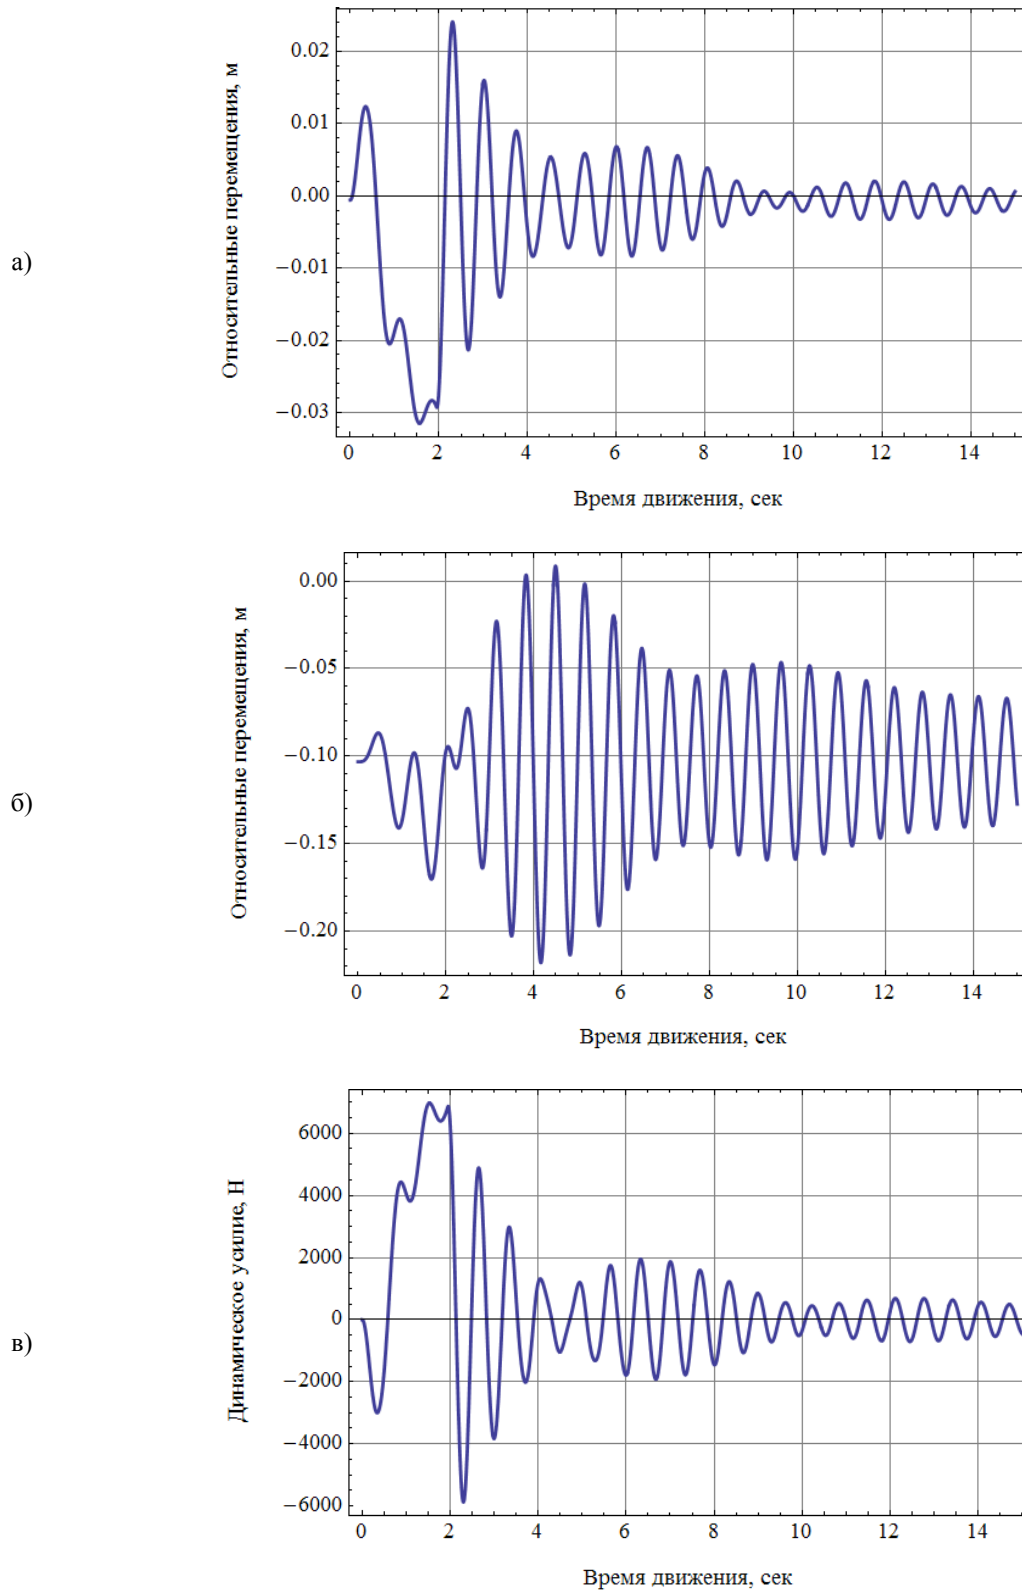 а)
Относительные перемещения, м
0.02
0.01
0.00
−0.01
−0.02
−0.03
0 2 4 6 8 10 12 14
Время движения, сек
б)
Относительные перемещения, м
0.00
−0.05
−0.10
−0.15
−0.20
0 2 4 6 8 10 12 14
Время движения, сек
в)
Динамическое усилие, Н
6000
4000
2000
0
−2000
−4000
−6000
0 2 4 6 8 10 12 14
Время движения, сек